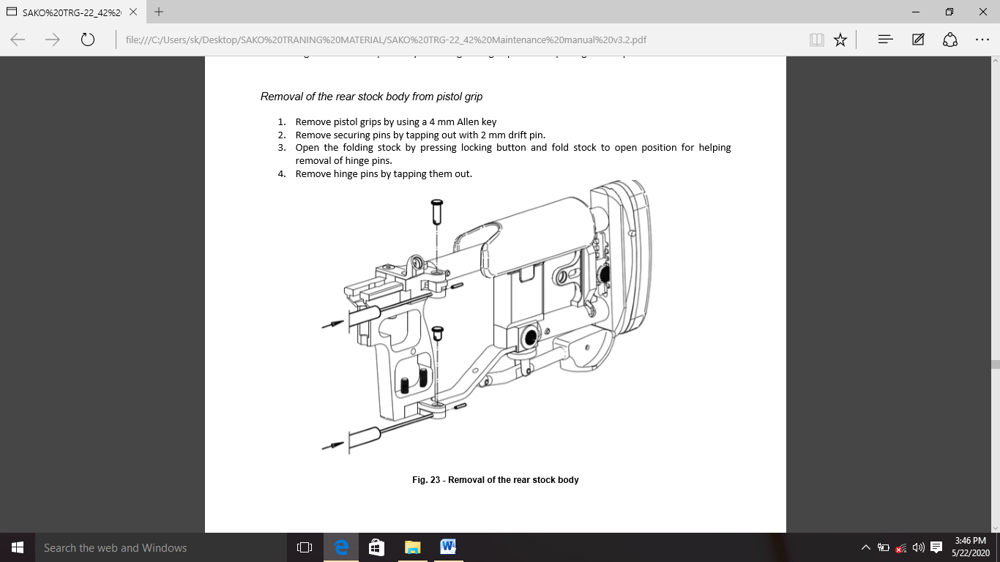 SAKO%20TRG-22_42%2
file:///C:/Users/sk/Desktop/SAKO%20TRANING%20MATERIAL/SAKO%20TRG-22_42%20Maintenance%20manual%20v3.2.pdf
Removal of the rear stock body from pistol grip
1. Remove pistol grips by using a 4 mm Allen key
2. Remove securing pins by tapping out with 2 mm drift pin.
3. Open the folding stock by pressing locking button and fold stock to open position for helping
removal of hinge pins.
4. Remove hinge pins by tapping them out.
Fig. 23 - Removal of the rear stock body
Search the web and Windows
3:46 PM
5/22/2020